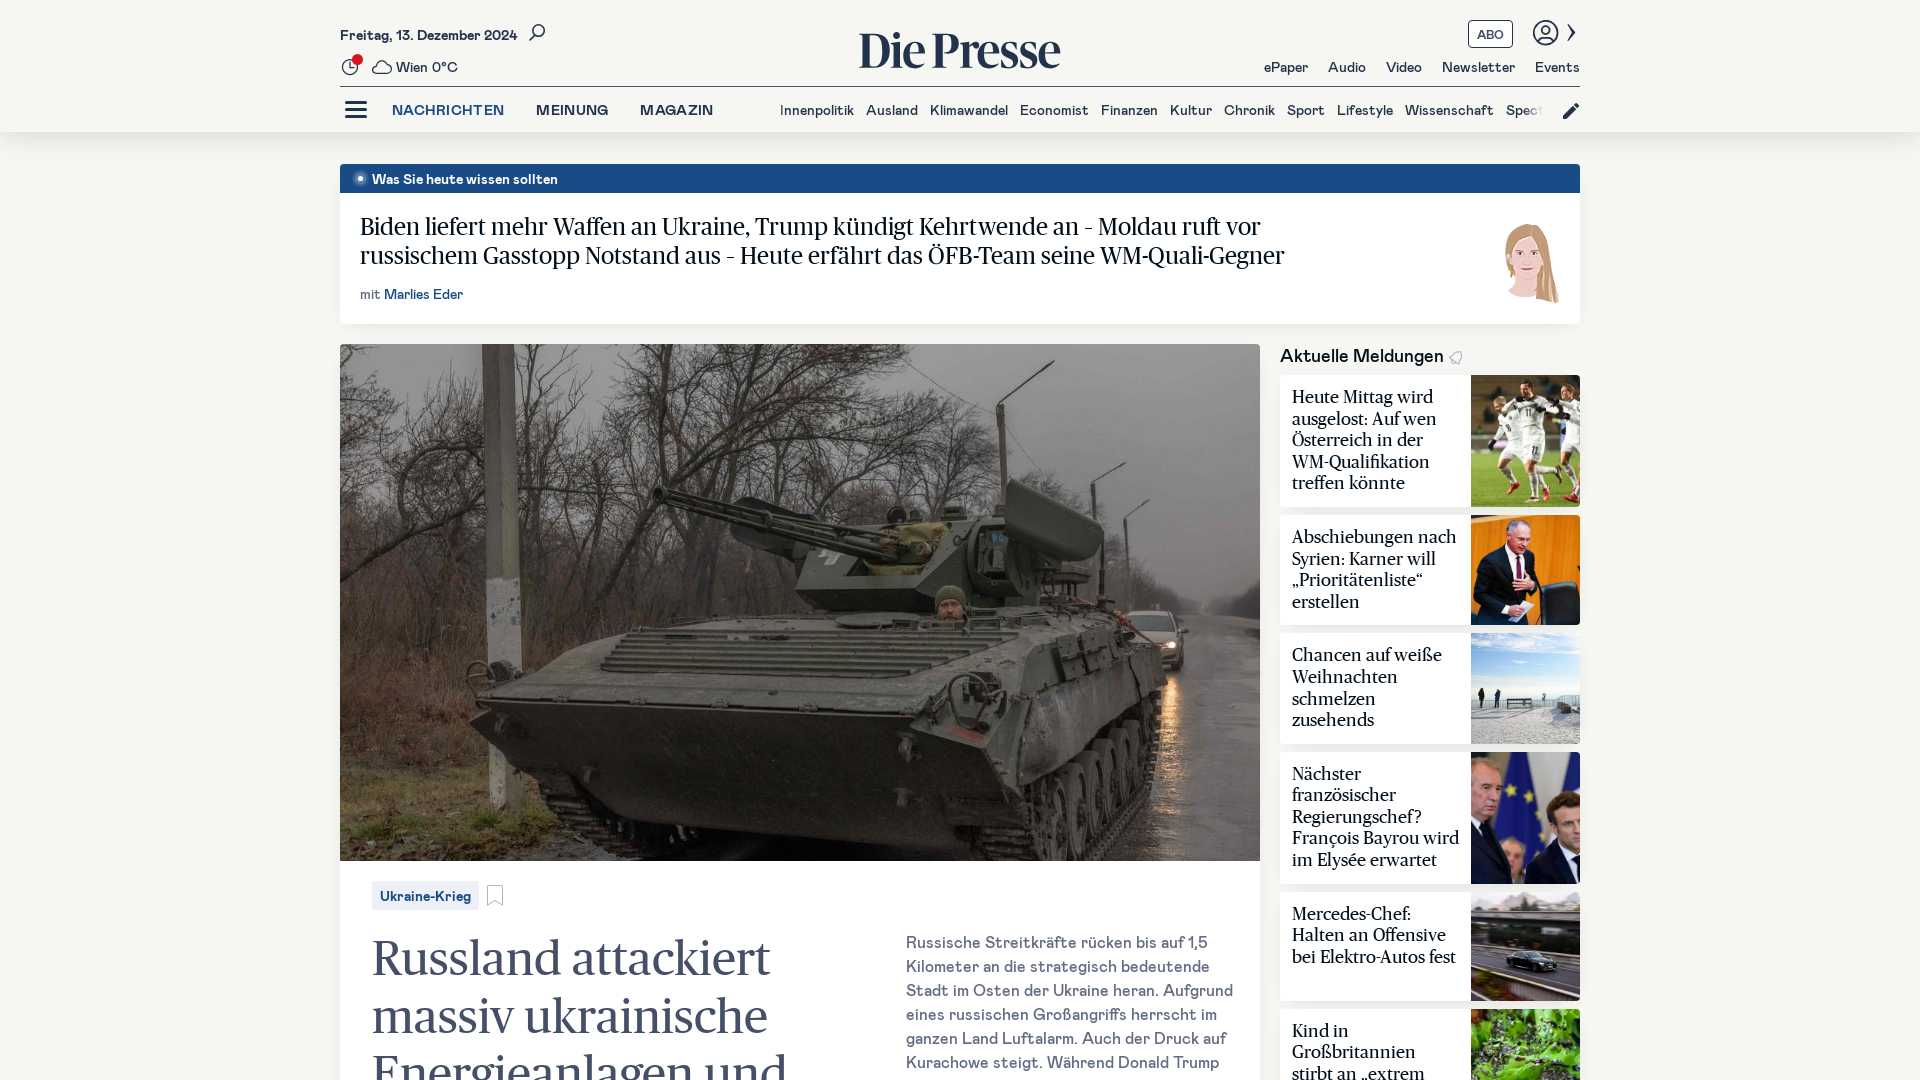 Freitag, 13. Dezember 2024
Wien 0°C
Die Presse
ABO
ePaper Audio Video Newsletter Events
NACHRICHTEN MEINUNG MAGAZIN
Innenpolitik Ausland Klimawandel Economist Finanzen Kultur Chronik Sport Lifestyle Wissenschaft Spect
Was Sie heute wissen sollten
Biden liefert mehr Waffen an Ukraine, Trump kündigt Kehrtwende an – Moldau ruft vor
russischem Gasstopp Notstand aus – Heute erfährt das ÖFB-Team seine WM-Quali-Gegner
mit Marlies Eder
Ukraine-Krieg
Russland attackiert
massiv ukrainische
Energieanlagen und
Russische Streitkräfte rücken bis auf 1,5
Kilometer an die strategisch bedeutende
Stadt im Osten der Ukraine heran. Aufgrund
eines russischen Großangriffs herrscht im
ganzen Land Luftalarm. Auch der Druck auf
Kurachowe steigt. Während Donald Trump
Aktuelle Meldungen
Heute Mittag wird
ausgelost: Auf wen
Österreich in der
WM-Qualifikation
treffen könnte
Abschiebungen nach
Syrien: Karner will
„Prioritätenliste“
erstellen
Chancen auf weiße
Weihnachten
schmelzen
zusehends
Nächster
französischer
Regierungschef?
François Bayrou wird
im Elysée erwartet
Mercedes-Chef:
Halten an Offensive
bei Elektro-Autos fest
Kind in
Großbritannien
stirbt an „extrem